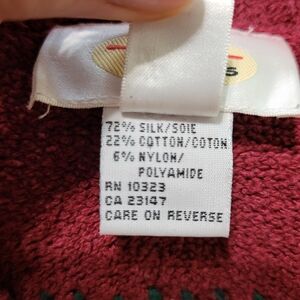 72% SILK/SOIE
22% COTTON/COTON
6% NYLON/
POLYAMIDE
RN 10323
CA 23147
CARE ON REVERSE